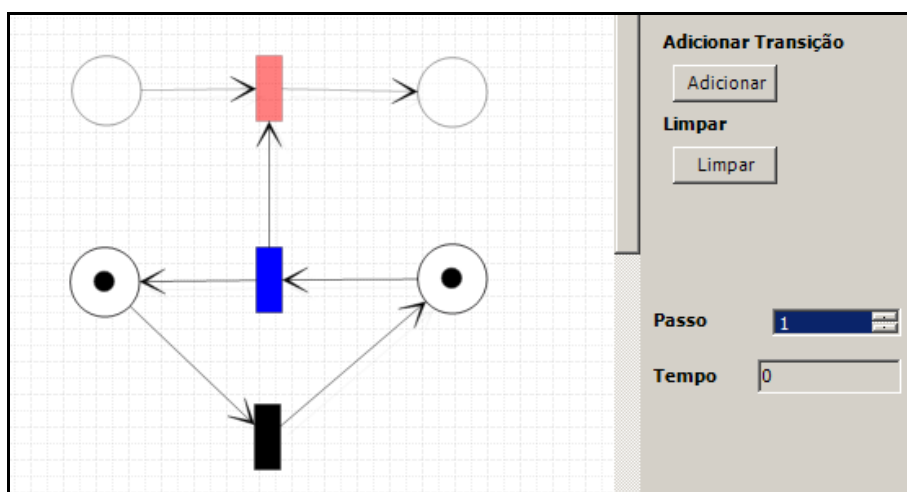 Adicionar Transição
Adicionar
Limpar
Limpar
Passo 1
Tempo 0